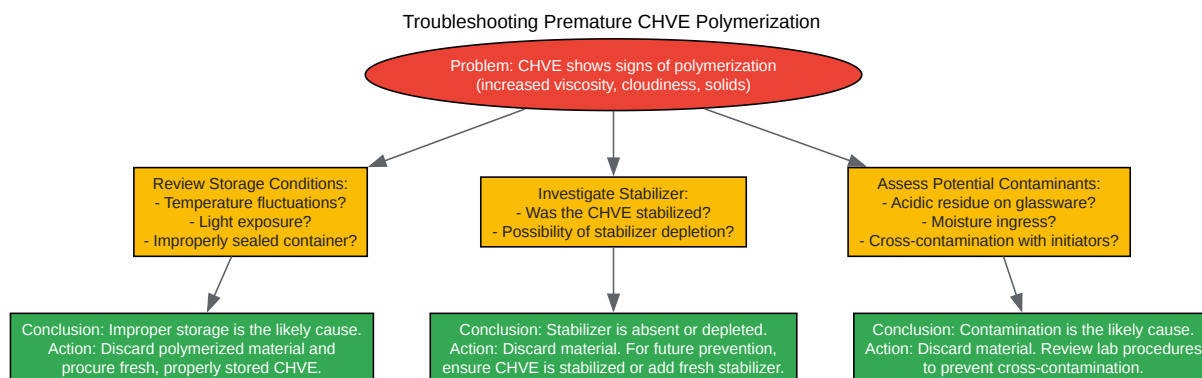 Troubleshooting Premature CHVE Polymerization
Problem: CHVE shows signs of polymerization
(increased viscosity, cloudiness, solids)
Review Storage Conditions:
- Temperature fluctuations?
- Light exposure?
- Improperly sealed container?
Investigate Stabilizer:
- Was the CHVE stabilized?
- Possibility of stabilizer depletion?
Assess Potential Contaminants:
- Acidic residue on glassware?
- Moisture ingress?
- Cross-contamination with initiators?
Conclusion: Improper storage is the likely cause.
Action: Discard polymerized material and
procure fresh, properly stored CHVE.
Conclusion: Stabilizer is absent or depleted.
Action: Discard material. For future prevention,
ensure CHVE is stabilized or add fresh stabilizer.
Conclusion: Contamination is the likely cause.
Action: Discard material. Review lab procedures
to prevent cross-contamination.